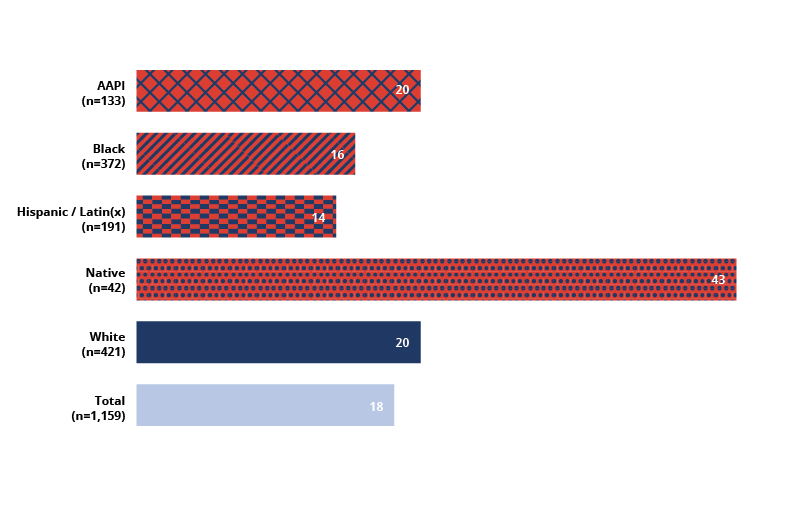 AAPI
(n=133)
20
Black
(n=372)
16
Hispanic / Latin(x)
(n=191)
14
Native
(n=42)
43
White
(n=421)
20
Total
(n=1,159)
18